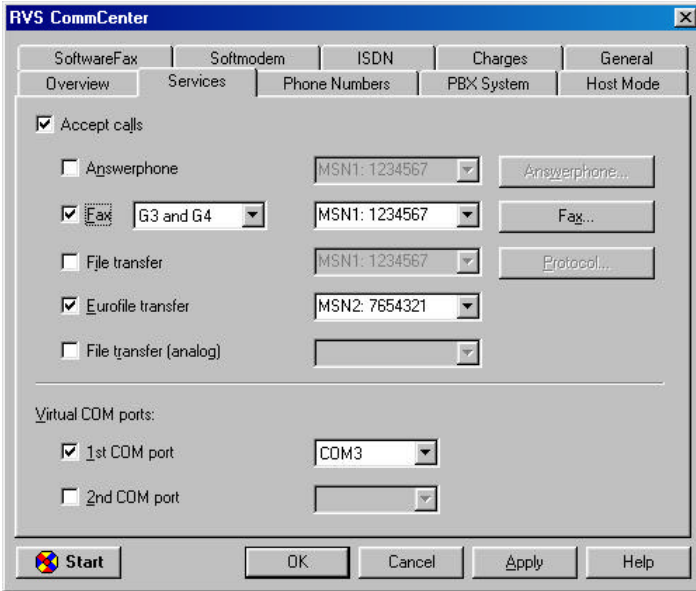 RVS CommCenter
SoftwareFax Softmodem ISDN Charges General
Overview Services Phone Numbers PBX System Host Mode
Accept calls
Answerphone MSN1: 1234567 Answerphone...
Fax G3 and G4 MSN1: 1234567 Fax...
File transfer MSN1: 1234567 Protocol...
Eurofile transfer MSN2: 7654321
File transfer (analog)
Virtual COM ports:
1st COM port COM3
2nd COM port
Start OK Cancel Apply Help